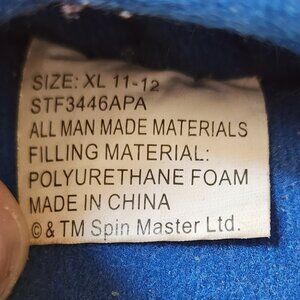 SIZE: XL 11-12
STF3446APA
ALL MAN MADE MATERIALS
FILLING MATERIAL:
POLYURETHANE FOAM
MADE IN CHINA
©& TM Spin Master Ltd.